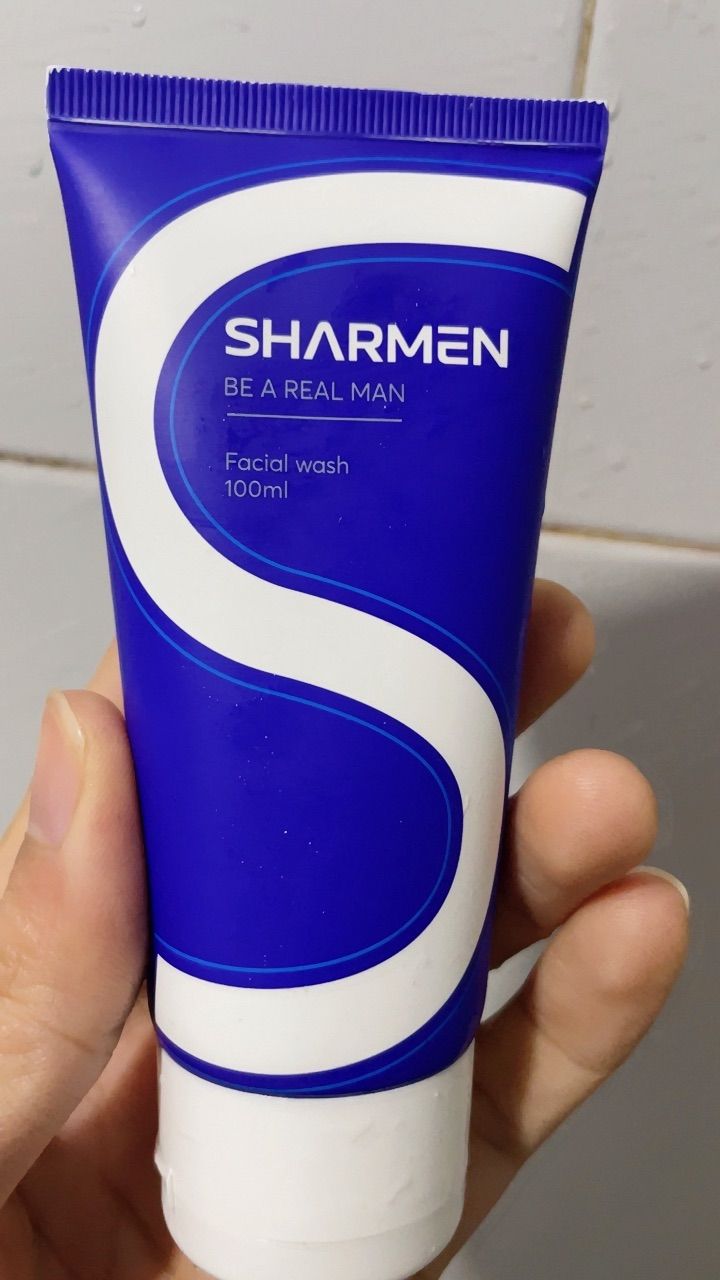 SHARMEN
BE A REAL MAN
Facial wash
100ml